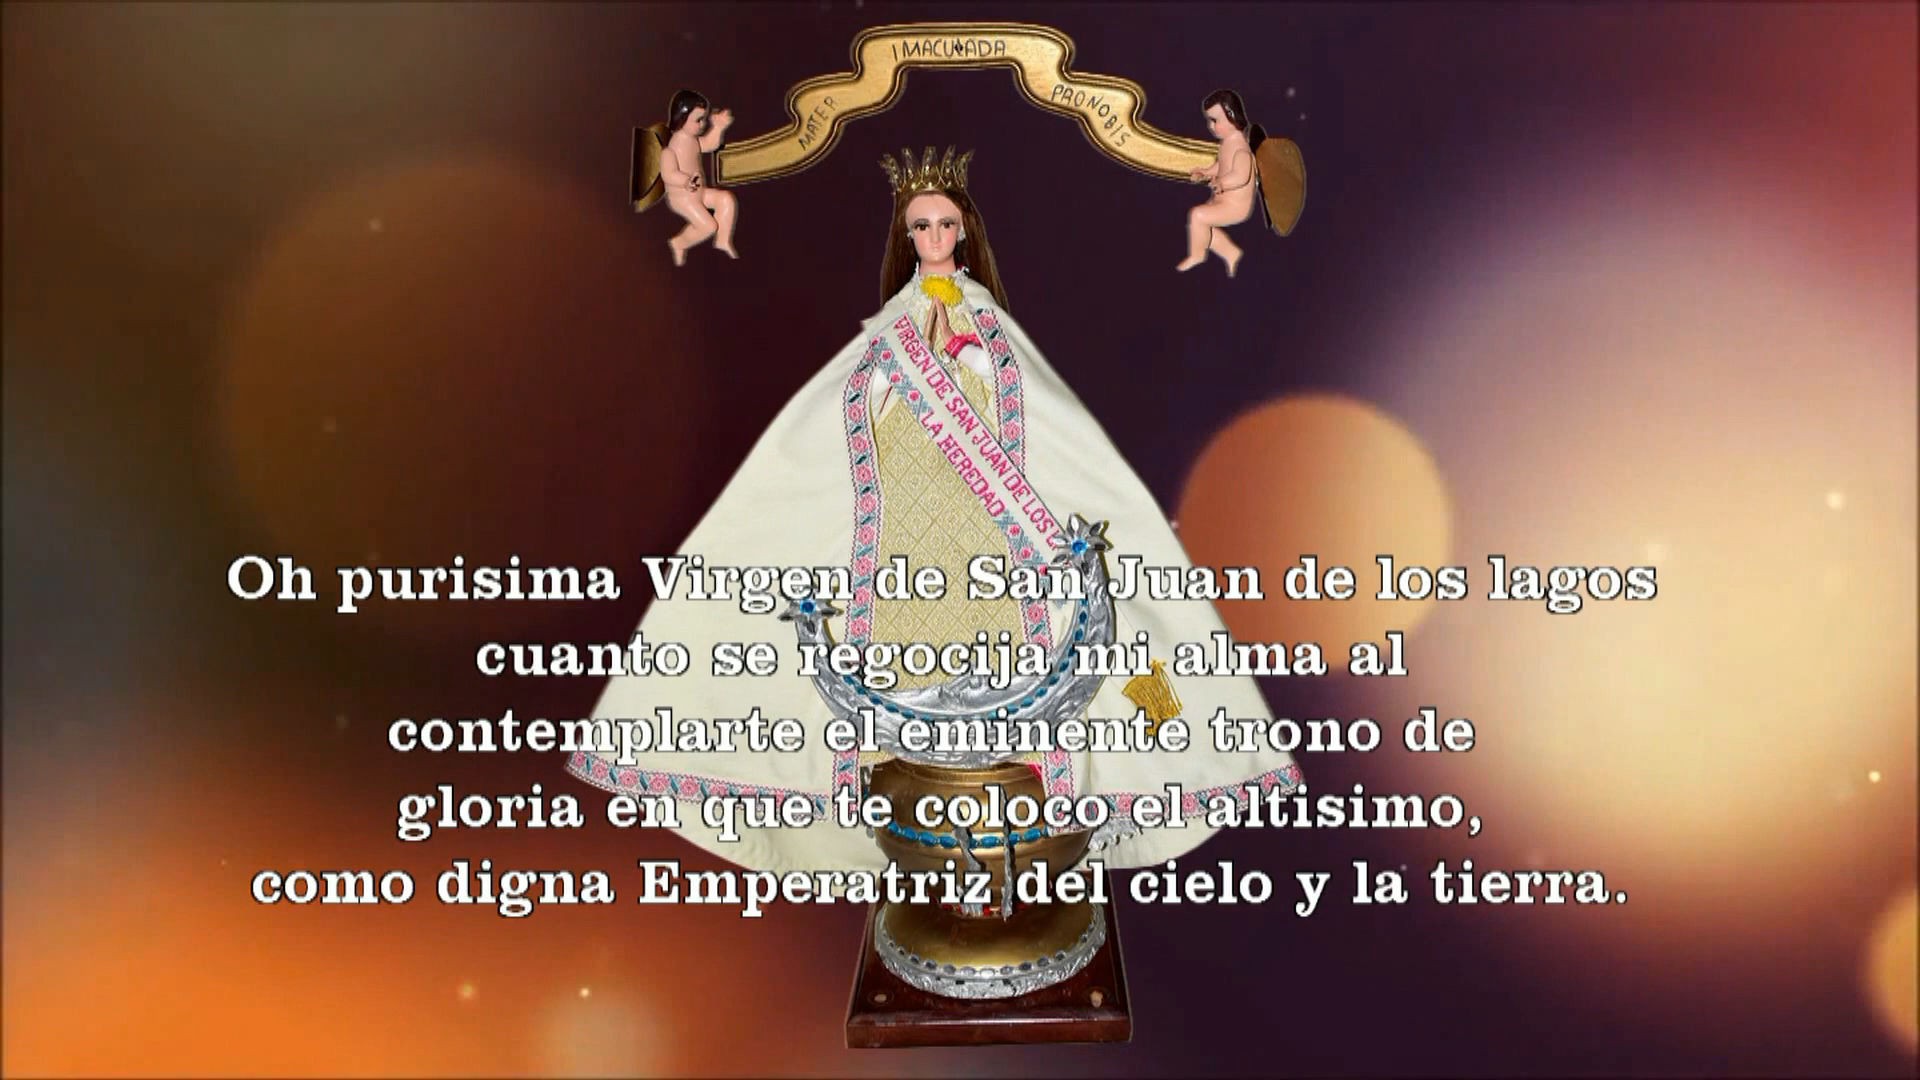 MATER IMACULADA PRONOBIS
VIRGEN DE SAN JUAN DE LOS
LA HEREDAD
Oh purisima Virgen de San Juan de los lagos
cuanto se regocija mi alma al
contemplarte el eminente trono de
gloria en que te coloco el altisimo,
como digna Emperatriz del cielo y la tierra.